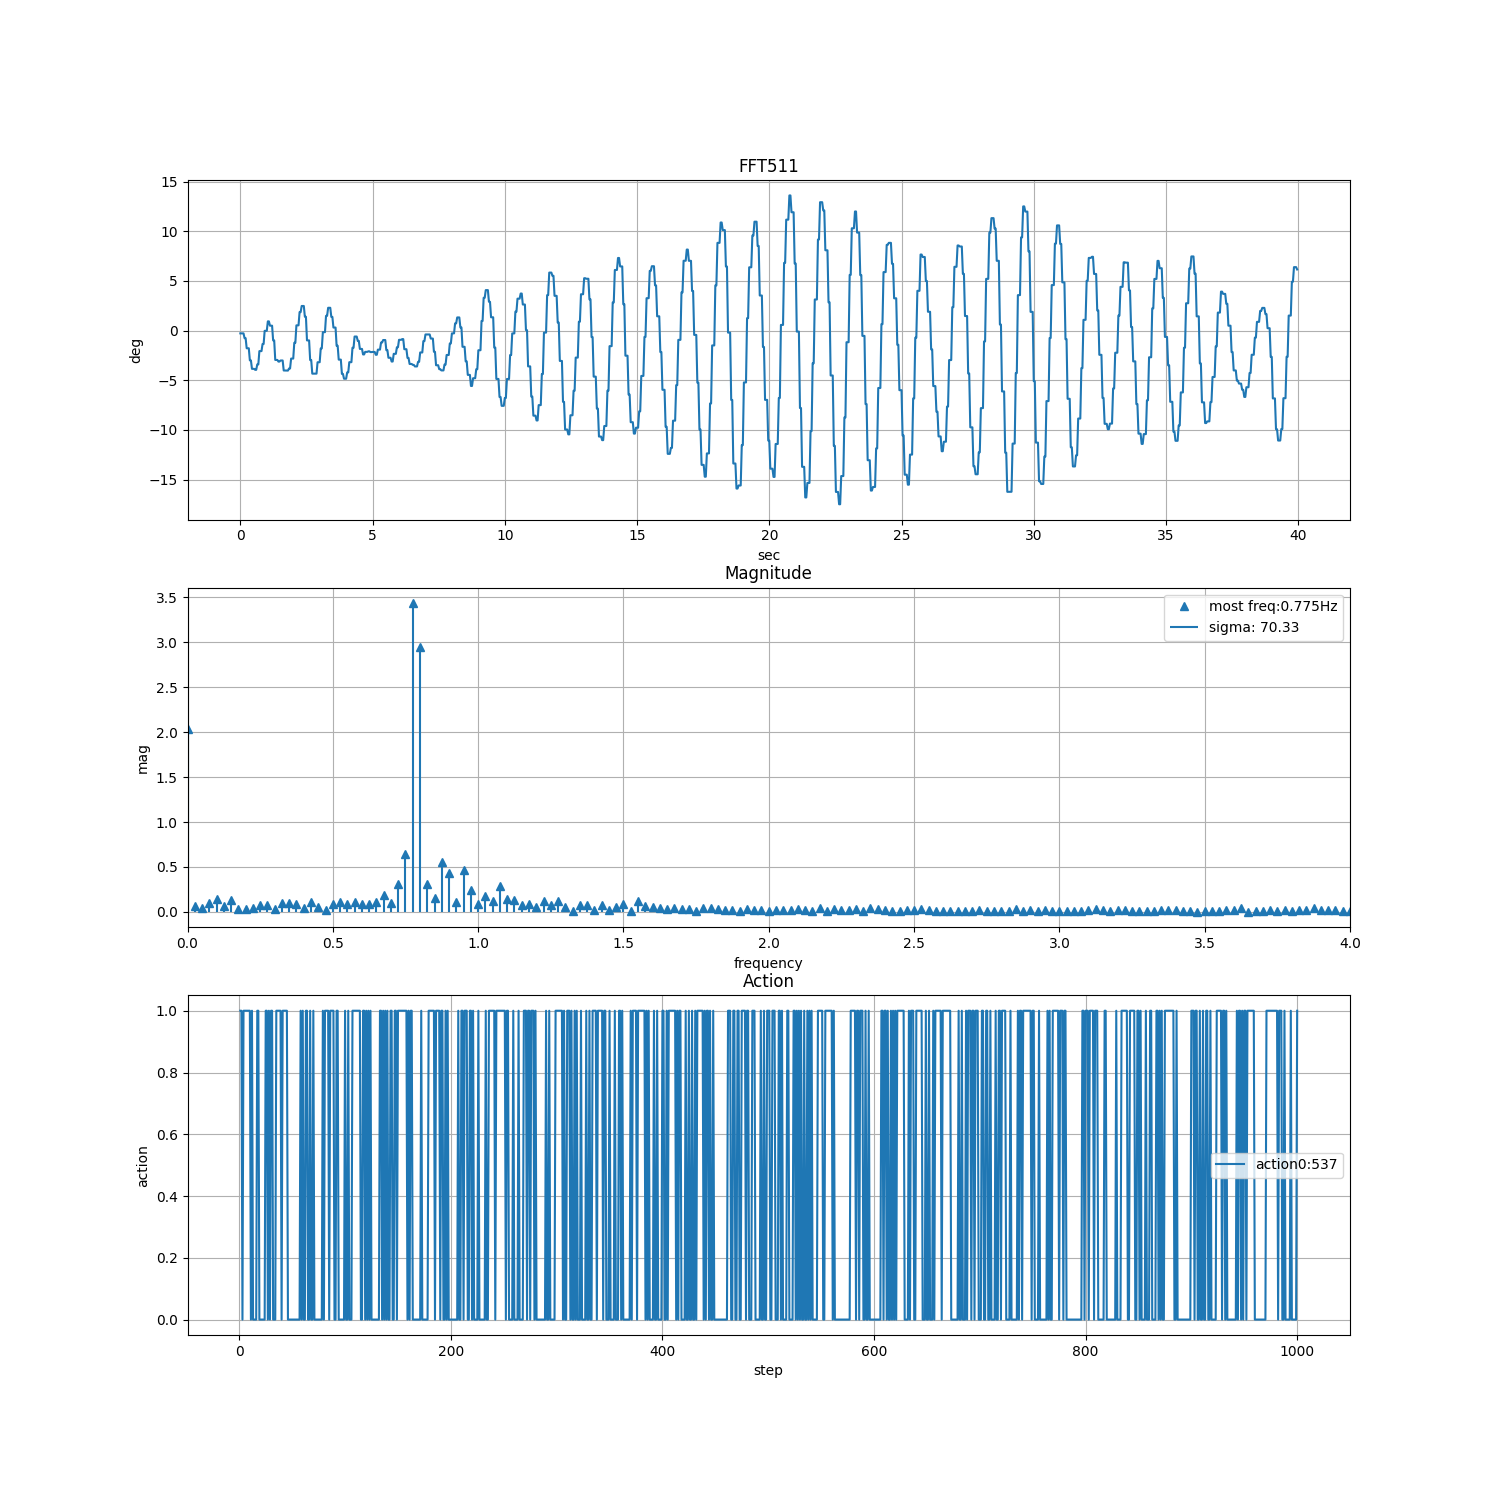 FFT511
15
10
5
0
−5
−10
−15
deg
0 5 10 15 20 25 30 35 40
sec
Magnitude
3.5
3.0
2.5
2.0
1.5
1.0
0.5
0.0
mag
most freq:0.775Hz
sigma: 70.33
0.0 0.5 1.0 1.5 2.0 2.5 3.0 3.5 4.0
frequency
Action
1.0
0.8
0.6
0.4
0.2
0.0
action
action0:537
0 200 400 600 800 1000
step